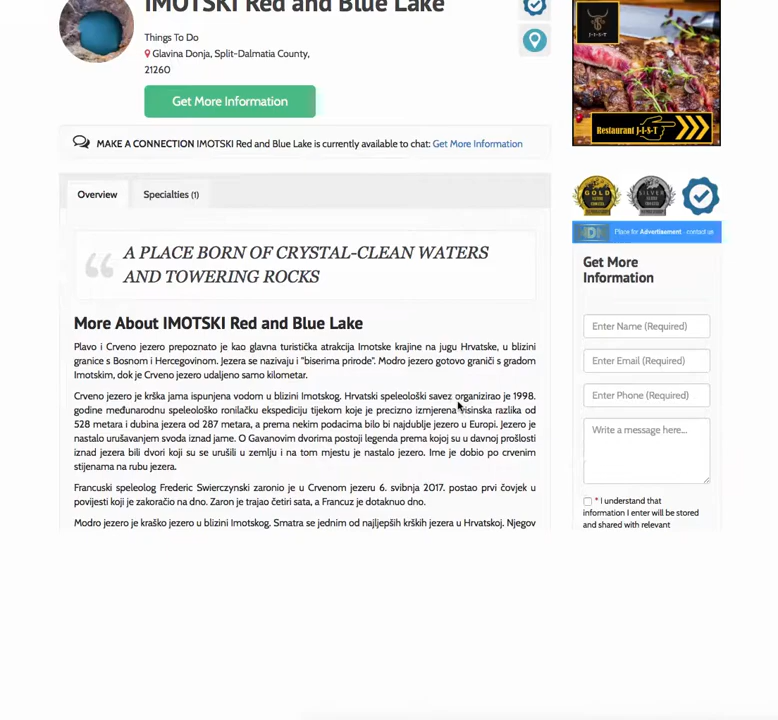 IMOTSKI Red and Blue Lake
Things To Do
Glavina Donja, Split-Dalmatia County,
21260
Get More Information
MAKE A CONNECTION IMOTSKI Red and Blue Lake is currently available to chat: Get More Information
Overview
Specialties (1)
A PLACE BORN OF CRYSTAL-CLEAN WATERS
AND TOWERING ROCKS
More About IMOTSKI Red and Blue Lake
Plavo i Crveno jezero prepoznato je kao glavna turistička atrakcija Imotske krajine na jugu Hrvatske, u blizini
granice s Bosnom i Hercegovinom. Jezera se nazivaju i "biserima prirode". Modro jezero gotovo graniči s gradom
Imotskim, dok je Crveno jezero udaljeno samo kilometar.
Crveno jezero je krška jama ispunjena vodom u blizini Imotskog. Hrvatski speleološki savez organizirao je 1998.
godine međunarodnu speleološko ronilačku ekspediciju tijekom koje je precizno izmjerena visinska razlika od
528 metara i dubina jezera od 287 metara, a prema nekim podacima bilo bi najdublje jezero u Europi. Jezero je
nastalo urušavanjem svoda iznad jame. O Gavanovim dvorima postoji legenda prema kojoj su u davnoj prošlosti
iznad jezera bili dvori koji su se urušili u zemlju i na tom mjestu je nastalo jezero. Ime je dobio po crvenim
stijenama na rubu jezera.
Francuski speleolog Frederic Swierczynski zaronio je u Crvenom jezeru 6. svibnja 2017. postao prvi čovjek u
povijesti koji je zakoračio na dno. Zaron je trajao četiri sata, a Francuz je dotaknuo dno.
Modro jezero je kraško jezero u blizini Imotskog. Smatra se jednim od najljepših krških jezera u Hrvatskoj. Njegov
J-I-S-T
Restaurant J-I-S-T
GOLD
SILVER
HDN
Place for Advertisement - contact us
Get More
Information
Enter Name (Required)
Enter Email (Required)
Enter Phone (Required)
Write a message here...
* I understand that
information I enter will be stored
and shared with relevant